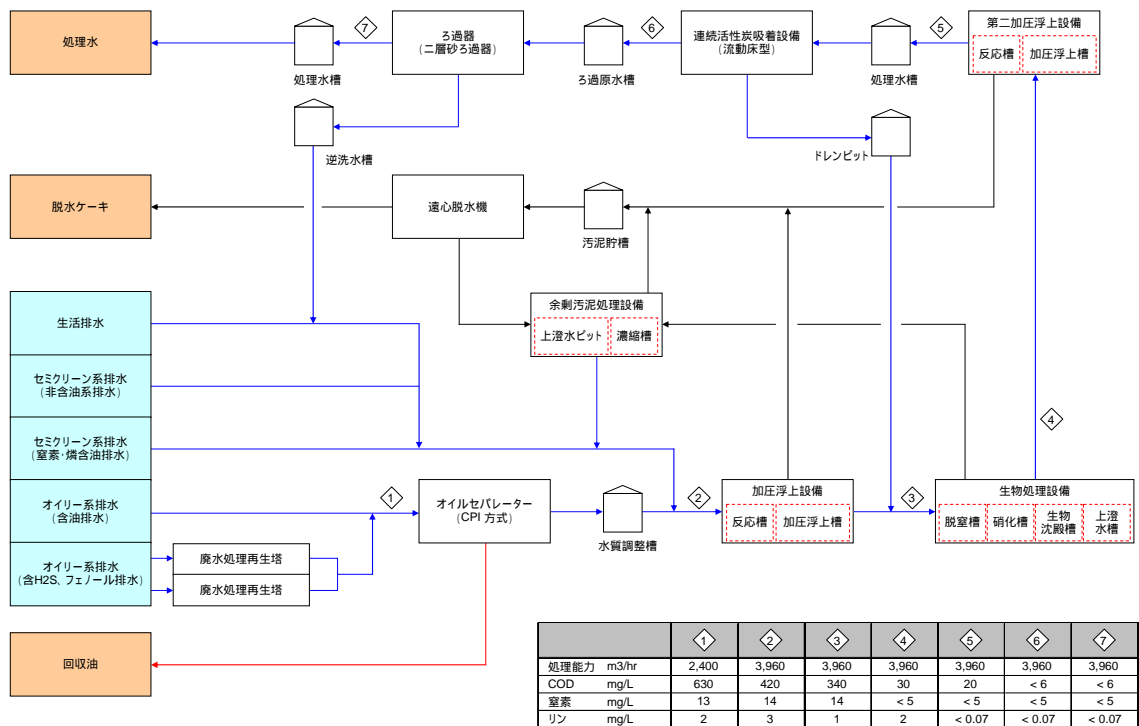 処理水
7
ろ過器
(二層砂ろ過器)
6
連続活性炭吸着設備
(流動床型)
5
第二加圧浮上設備
反応槽
加圧浮上槽
処理水槽
ろ過原水槽
処理水槽
逆洗水槽
ドレンピット
脱水ケーキ
遠心脱水機
汚泥貯槽
余剰汚泥処理設備
上澄水ピット
濃縮槽
生活排水
セミクリーン系排水
(非含油系排水)
セミクリーン系排水
(窒素・燐含油排水)
オイリー系排水
(含油排水)
オイリー系排水
(含H2S、フェノール排水)
廃水処理再生塔
廃水処理再生塔
1
オイルセパレーター
(CPI 方式)
水質調整槽
2
加圧浮上設備
反応槽
加圧浮上槽
3
4
生物処理設備
脱窒槽
硝化槽
生物
沈殿槽
上澄
水槽
回収油
1 2 3 4 5 6 7
処理能力 m3/hr 2,400 3,960 3,960 3,960 3,960 3,960 3,960
COD mg/L 630 420 340 30 20 < 6 < 6
窒素 mg/L 13 14 14 < 5 < 5 < 5 < 5
リン mg/L 2 3 1 2 < 0.07 < 0.07 < 0.07